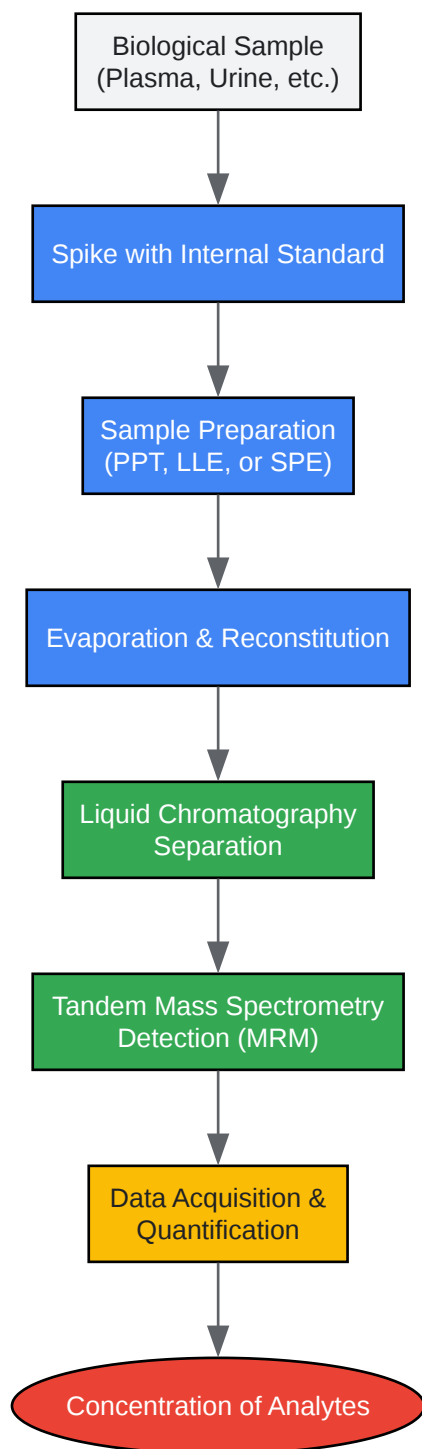 Biological Sample
(Plasma, Urine, etc.)
Spike with Internal Standard
Sample Preparation
(PPT, LLE, or SPE)
Evaporation & Reconstitution
Liquid Chromatography
Separation
Tandem Mass Spectrometry
Detection (MRM)
Data Acquisition &
Quantification
Concentration of Analytes